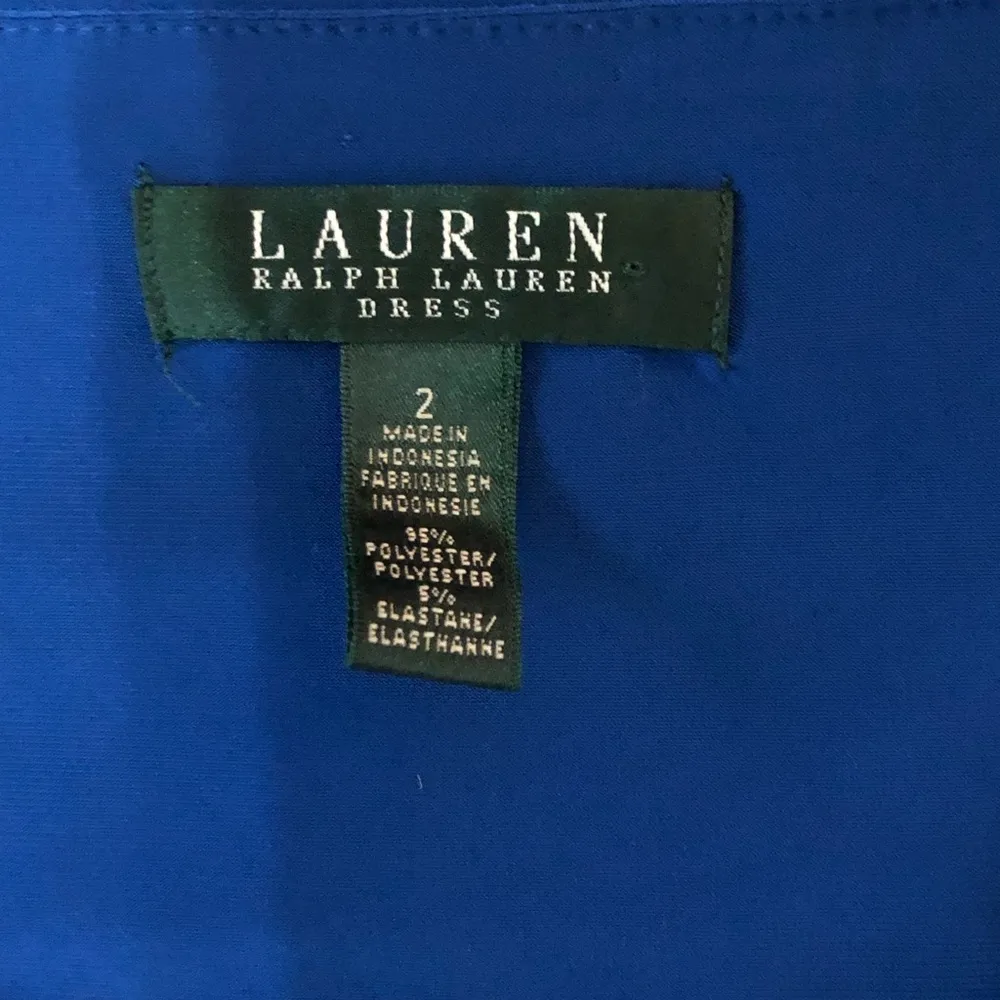 LAUREN
RALPH LAUREN
DRESS
2
MADE IN
INDONESIA
FABRIQUE EN
INDONESIE
95%
POLYESTER/
POLYESTER
5%
ELASTANE/
ELASTHANNE